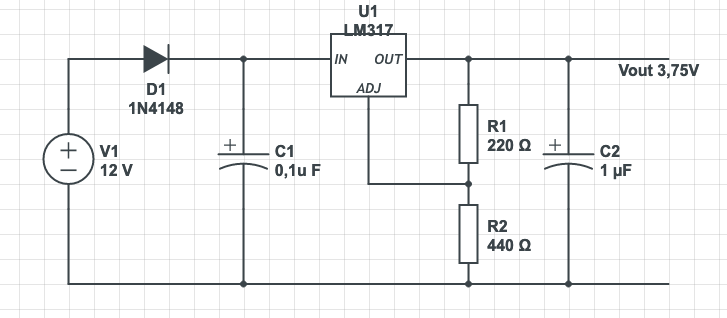 U1
LM317
IN OUT
ADJ
D1
1N4148
Vout 3,75V
V1
12 V
C1
0,1u F
R1
220 Ω
C2
1 µF
R2
440 Ω